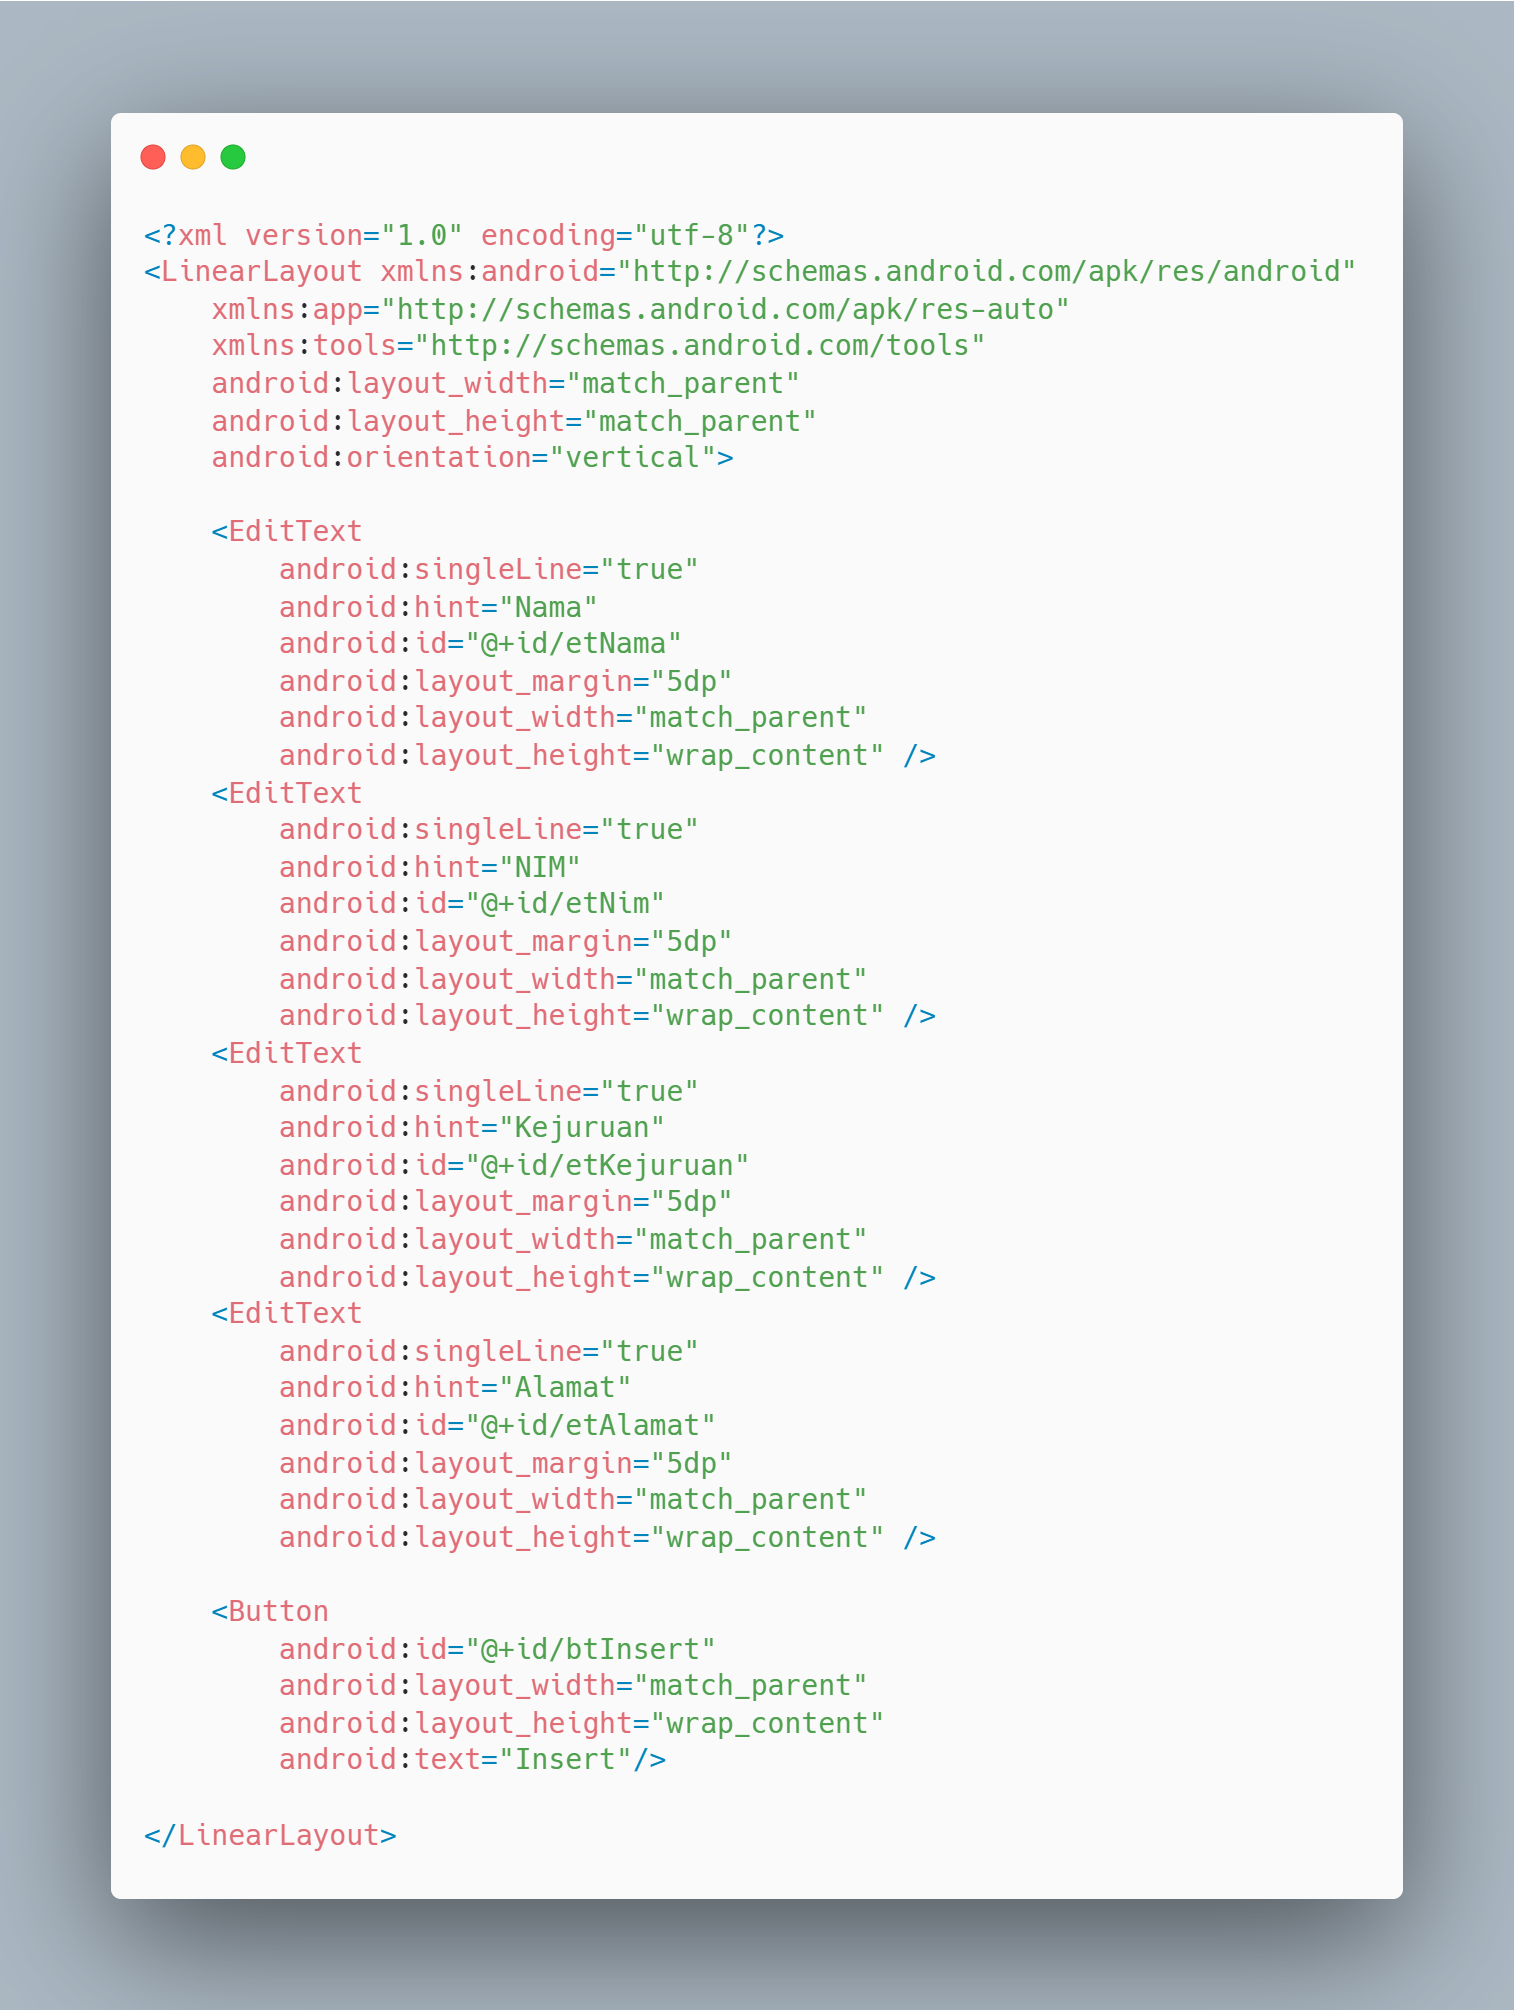 <?xml version="1.0" encoding="utf-8"?>
<LinearLayout xmlns:android="http://schemas.android.com/apk/res/android"
    xmlns:app="http://schemas.android.com/apk/res-auto"
    xmlns:tools="http://schemas.android.com/tools"
    android:layout_width="match_parent"
    android:layout_height="match_parent"
    android:orientation="vertical">

    <EditText
        android:singleLine="true"
        android:hint="Nama"
        android:id="@+id/etNama"
        android:layout_margin="5dp"
        android:layout_width="match_parent"
        android:layout_height="wrap_content" />
    <EditText
        android:singleLine="true"
        android:hint="NIM"
        android:id="@+id/etNim"
        android:layout_margin="5dp"
        android:layout_width="match_parent"
        android:layout_height="wrap_content" />
    <EditText
        android:singleLine="true"
        android:hint="Kejuruan"
        android:id="@+id/etKejuruan"
        android:layout_margin="5dp"
        android:layout_width="match_parent"
        android:layout_height="wrap_content" />
    <EditText
        android:singleLine="true"
        android:hint="Alamat"
        android:id="@+id/etAlamat"
        android:layout_margin="5dp"
        android:layout_width="match_parent"
        android:layout_height="wrap_content" />

    <Button
        android:id="@+id/btInsert"
        android:layout_width="match_parent"
        android:layout_height="wrap_content"
        android:text="Insert"/>

</LinearLayout>